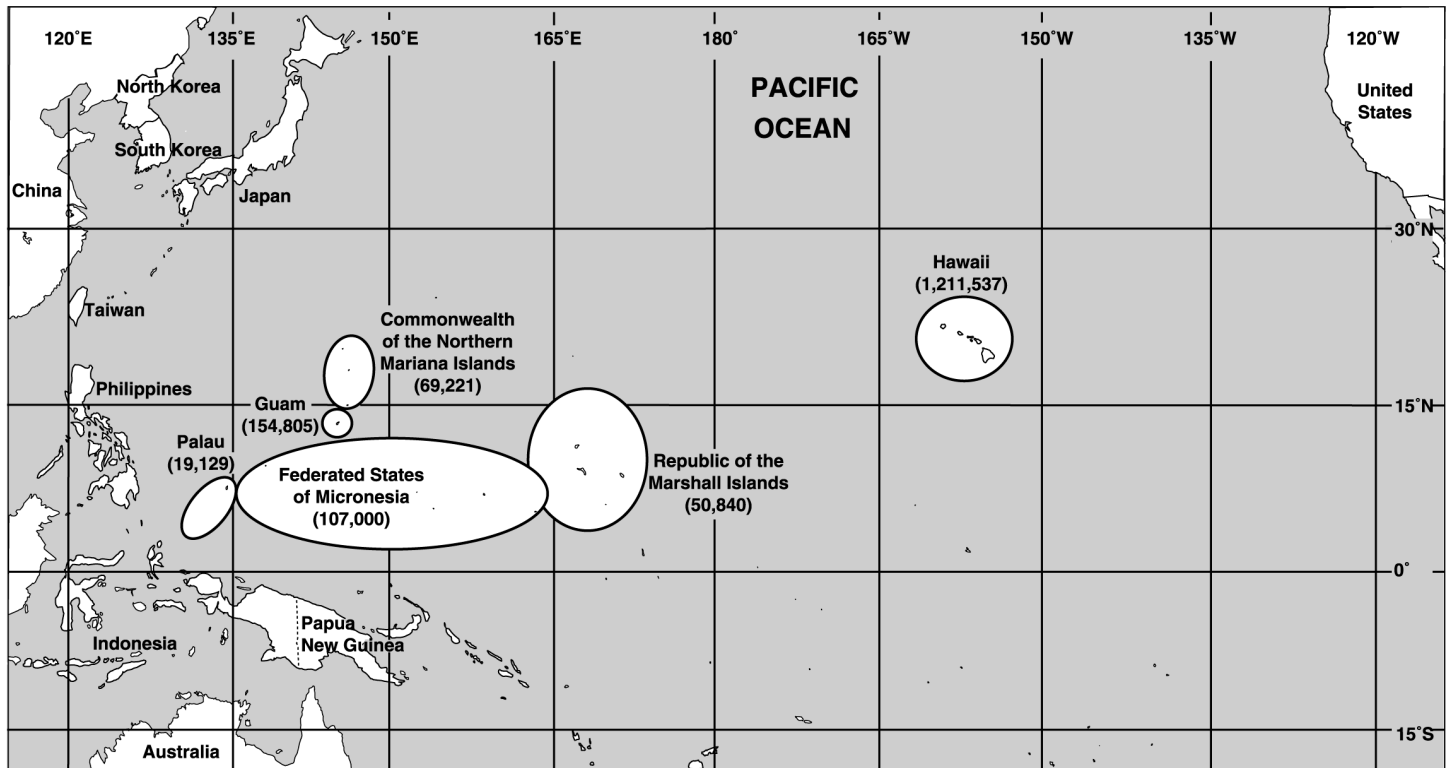 120˚E
135˚E
150˚E
165˚E
180˚
165˚W
150˚W
135˚W
120˚W
PACIFIC
OCEAN
United
States
North Korea
South Korea
China
Japan
30˚N
Hawaii
(1,211,537)
Taiwan
Commonwealth
of the Northern
Mariana Islands
(69,221)
Philippines
Guam
(154,805)
15˚N
Palau
(19,129)
Federated States
of Micronesia
(107,000)
Republic of the
Marshall Islands
(50,840)
0˚
Papua
New Guinea
Indonesia
Australia
15˚S